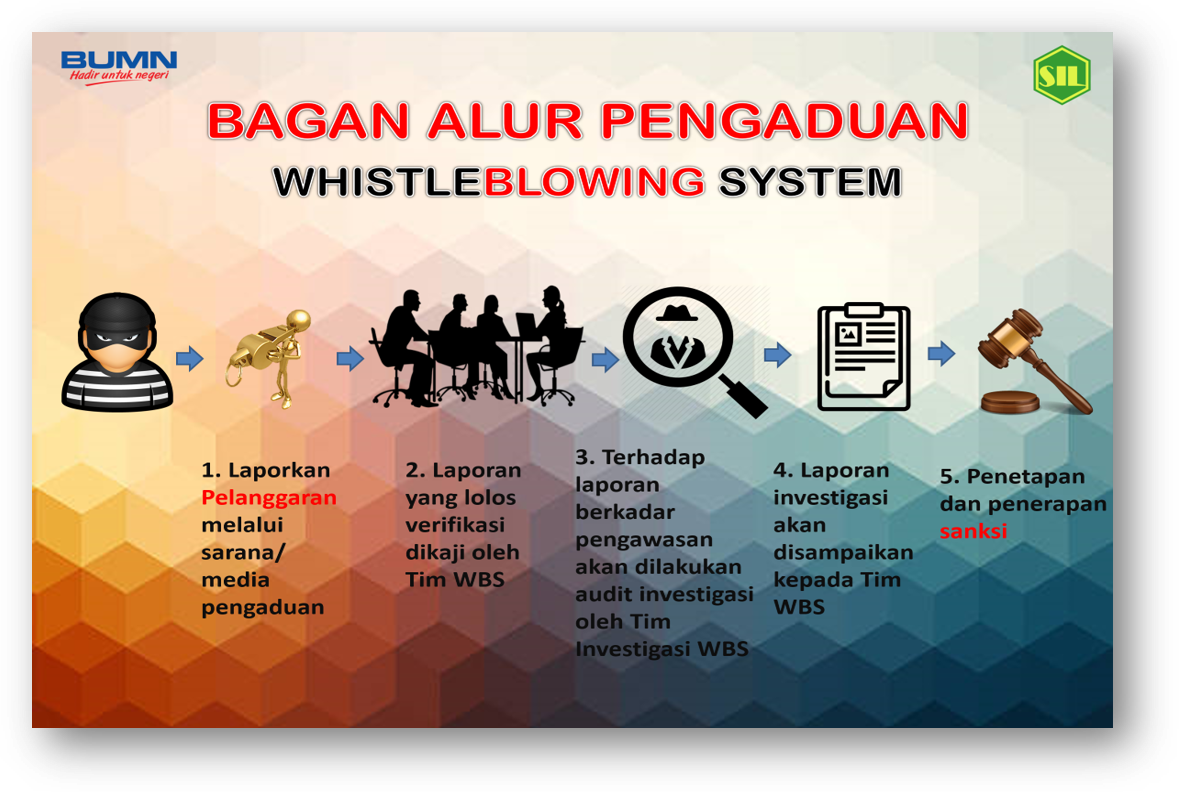 BUMN
Hadir untuk negeri
SIL
BAGAN ALUR PENGADUAN
WHISTLEBLOWING SYSTEM
1. Laporkan
Pelanggaran
melalui
sarana/
media
pengaduan
2. Laporan
yang lolos
verifikasi
dikaji oleh
Tim WBS
3. Terhadap
laporan
berkadar
pengawasan
akan dilakukan
audit investigasi
oleh Tim
Investigasi WBS
4. Laporan
investigasi
akan
disampaikan
kepada Tim
WBS
5. Penetapan
dan penerapan
sanksi